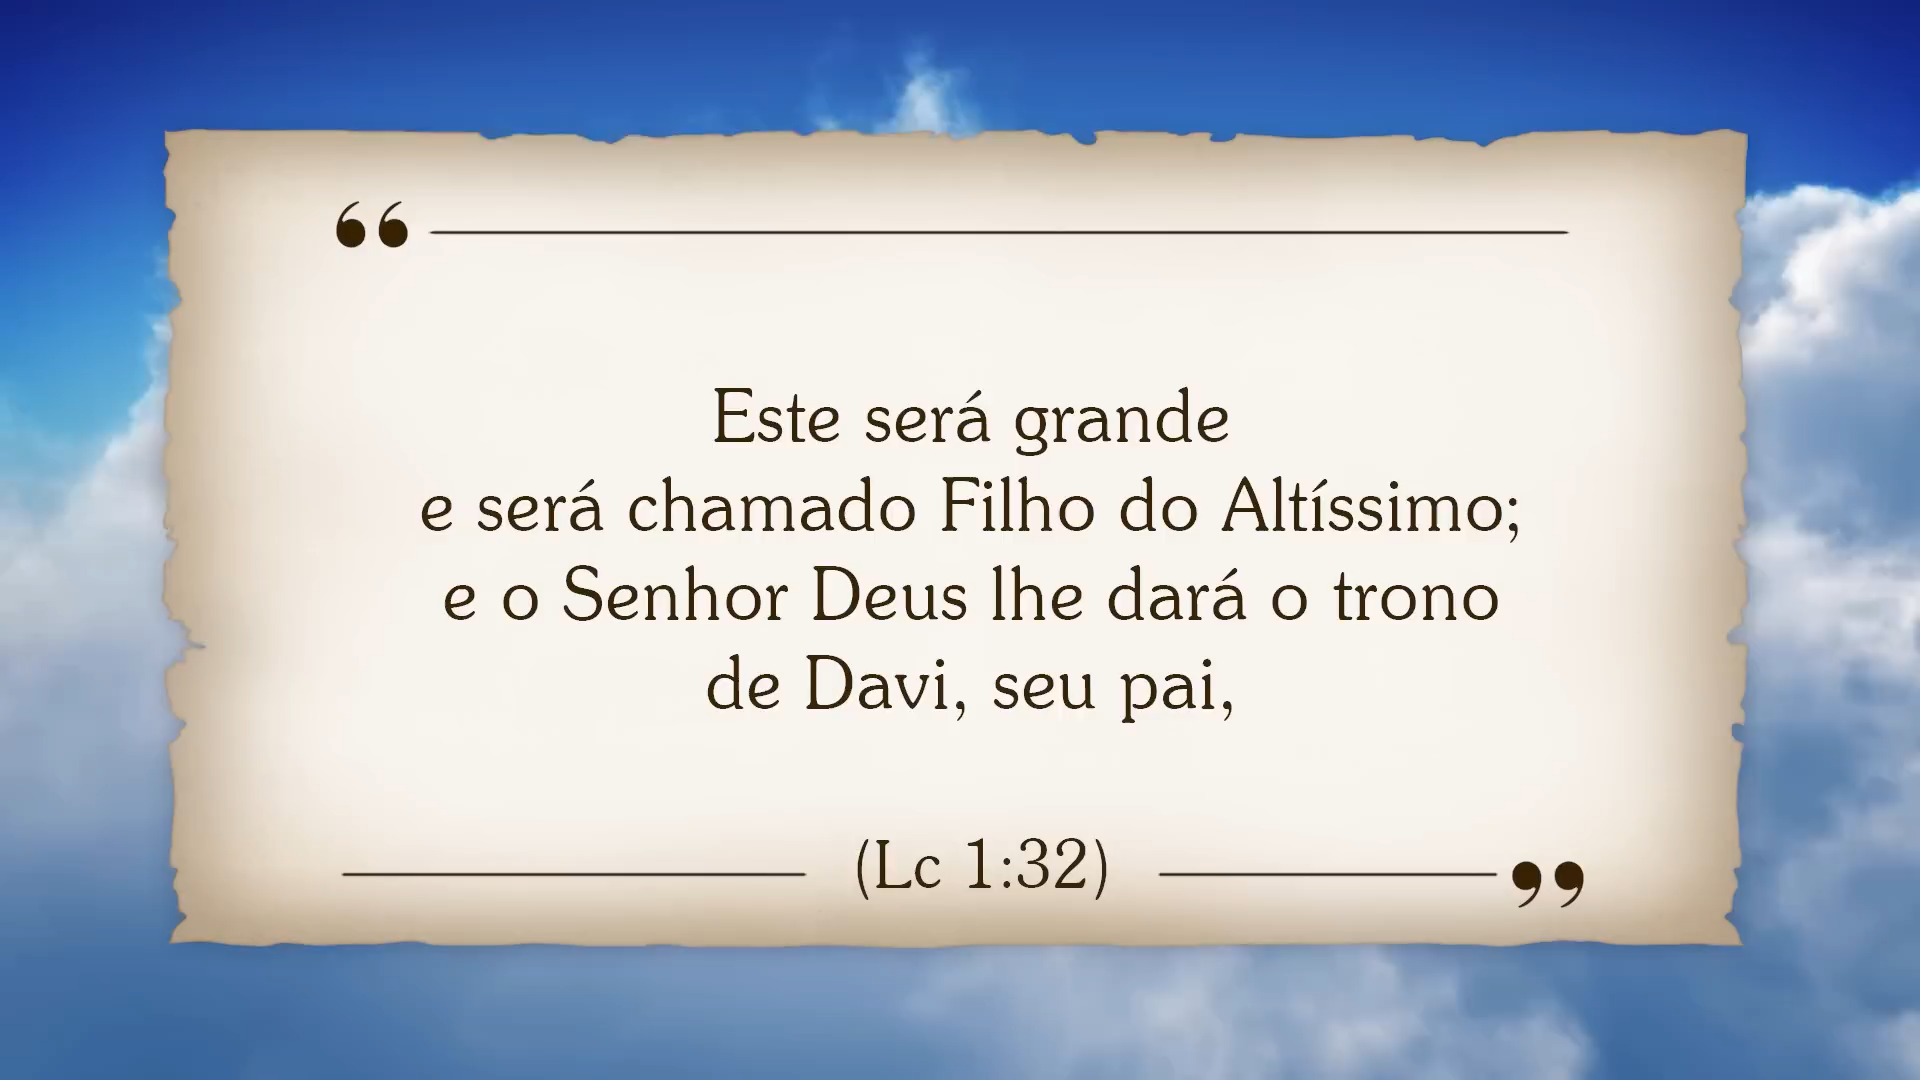 “
Este será grande
e será chamado Filho do Altíssimo;
e o Senhor Deus lhe dará o trono
de Davi, seu pai,
(Lc 1:32) ”